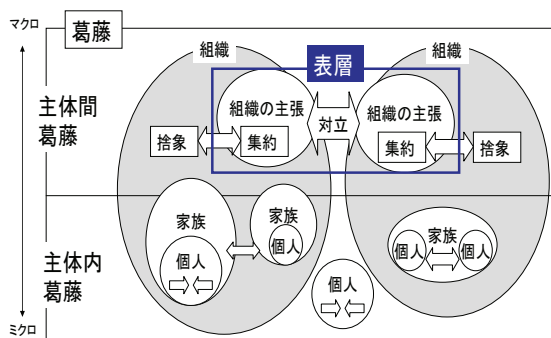 マクロ
葛藤
組織
組織
表層
主体間
葛藤
組織の主張
対立
組織の主張
捨象
集約
集約
捨象
家族
家族
個人
家族
個人
個人
主体内
葛藤
個人
個人
ミクロ